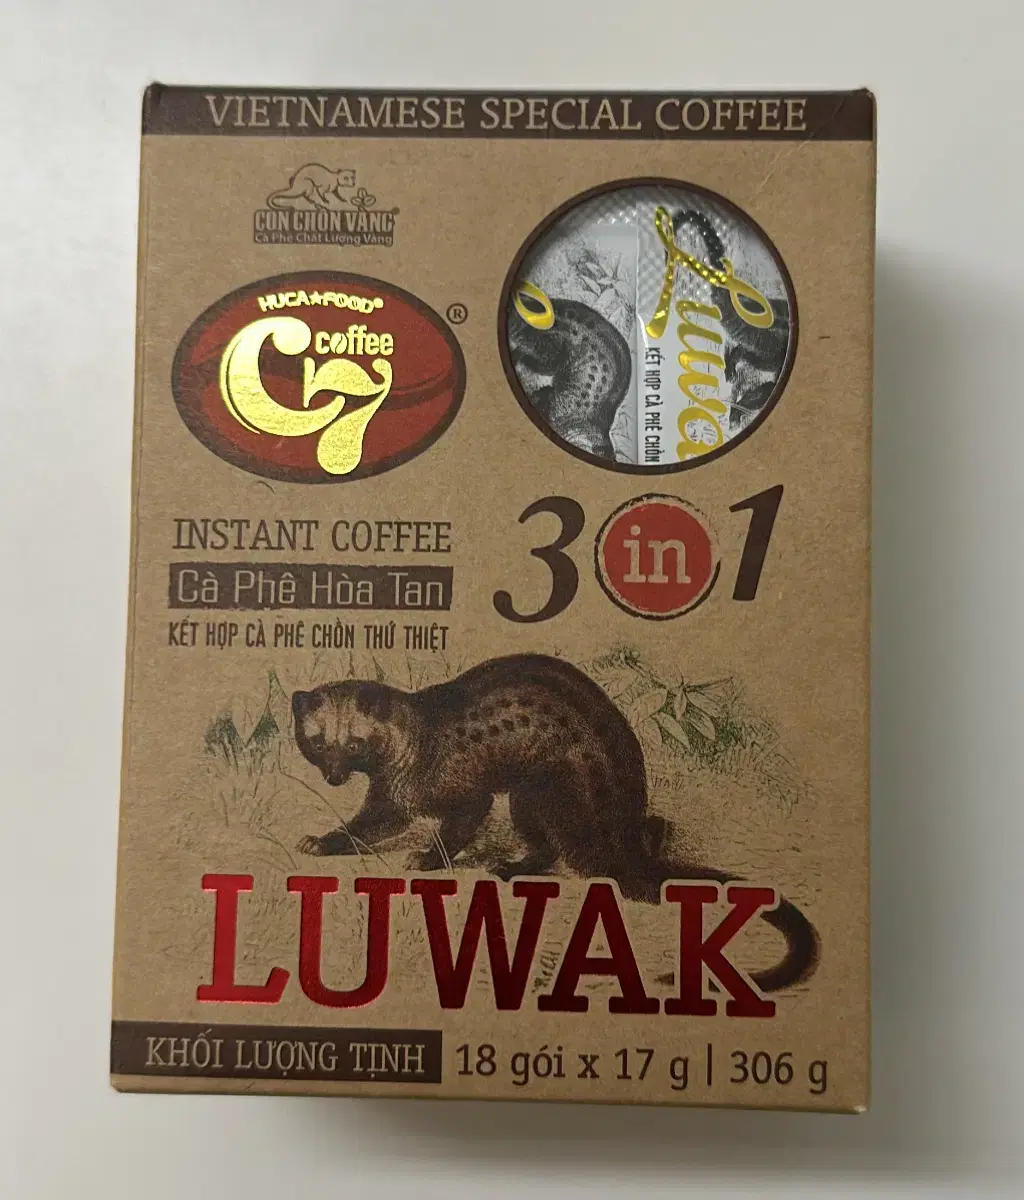 VIETNAMESE SPECIAL COFFEE
CON CHỒN VÀNG®
Cà Phê Chất Lượng Vàng
HUCA★FOOD®
C7 coffee
®
Luwa
KẾT HỢP CÀ PHÊ CHỒN
3 in 1
INSTANT COFFEE
Cà Phê Hòa Tan
KẾT HỢP CÀ PHÊ CHỒN THỨ THIỆT
LUWAK
KHỐI LƯỢNG TỊNH 18 gói x 17 g | 306 g